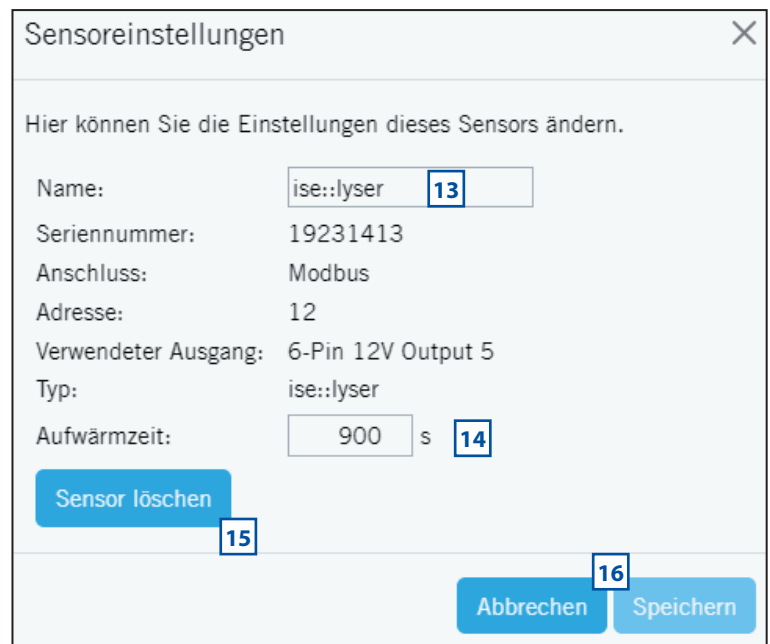 Sensoreinstellungen
Hier können Sie die Einstellungen dieses Sensors ändern.
Name: ise::lyser 13
Seriennummer: 19231413
Anschluss: Modbus
Adresse: 12
Verwendeter Ausgang: 6-Pin 12V Output 5
Typ: ise::lyser
Aufwärmzeit: 900 s 14
Sensor löschen
15
16
Abbrechen Speichern